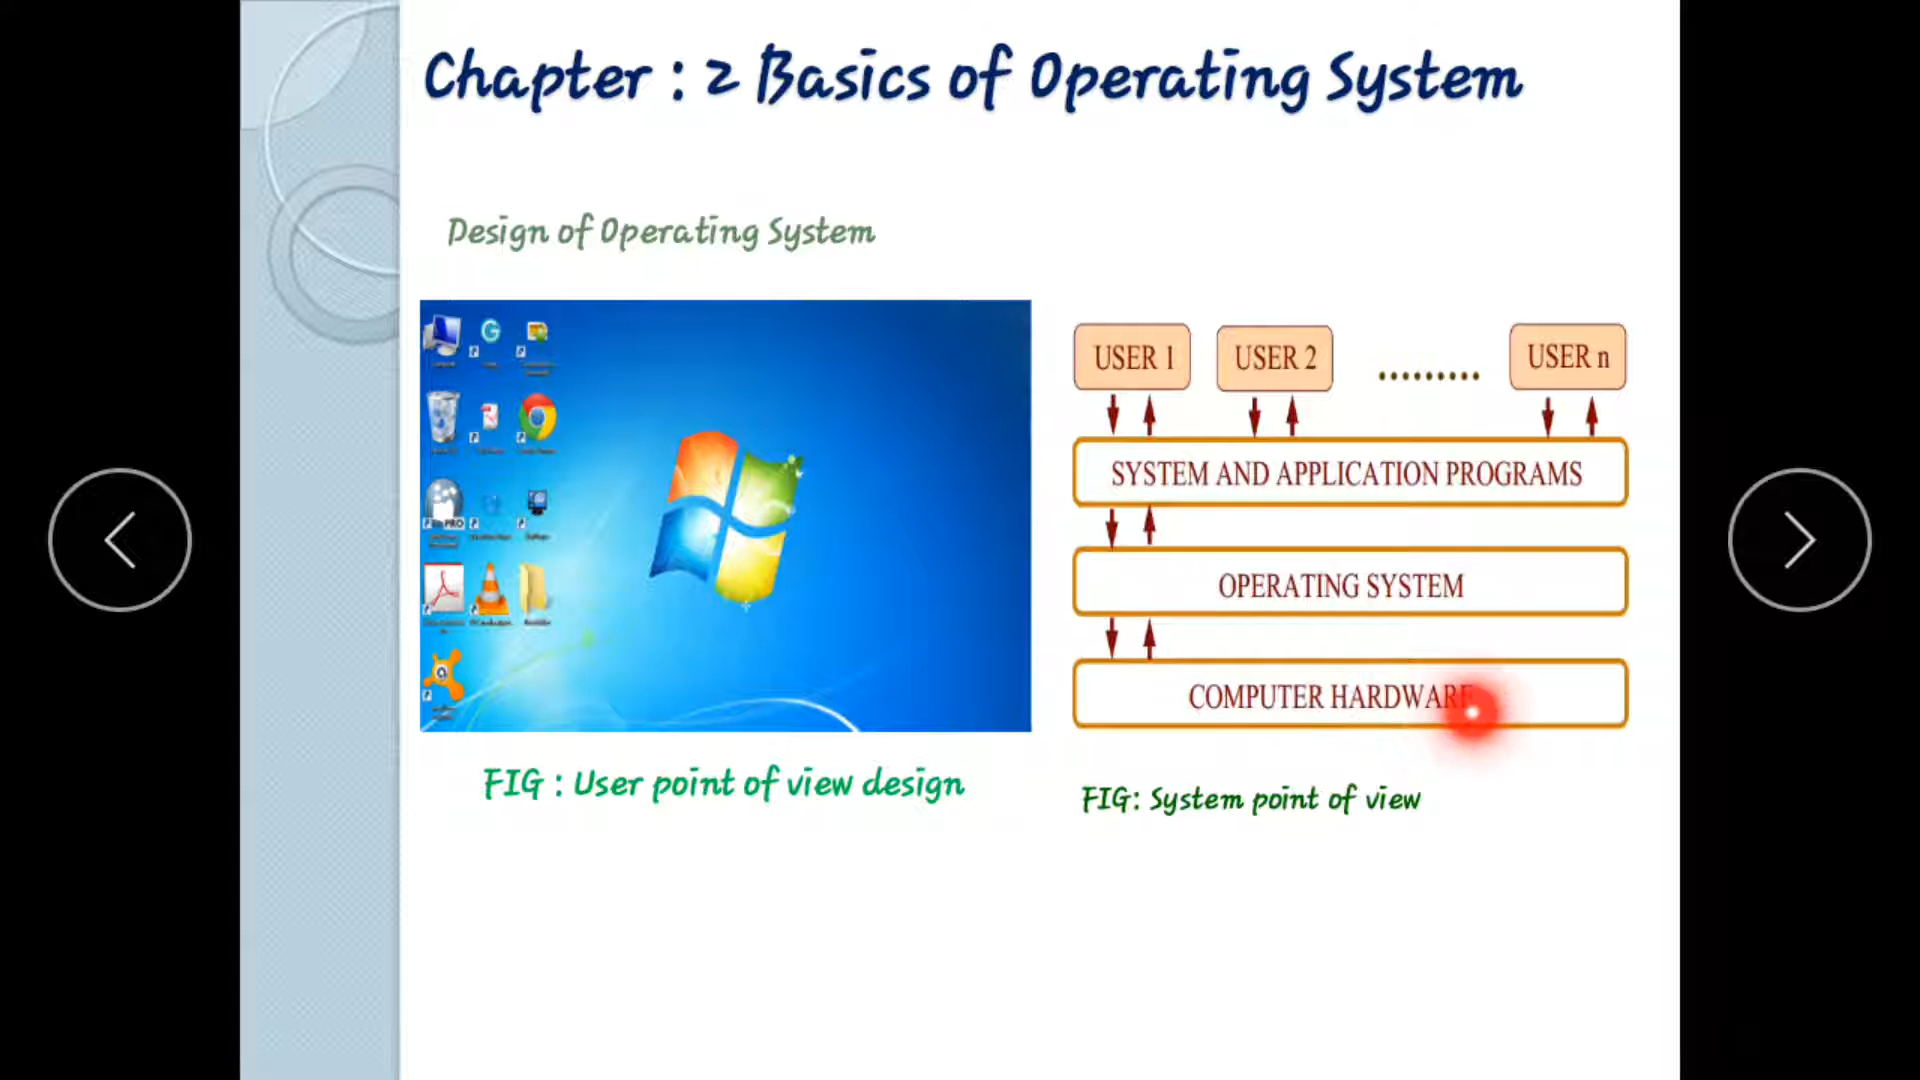 Chapter : 2 Basics of Operating System
Design of Operating System
USER 1
USER 2
.........
USER n
SYSTEM AND APPLICATION PROGRAMS
OPERATING SYSTEM
COMPUTER HARDWARE
PRO
FIG : User point of view design
FIG: System point of view